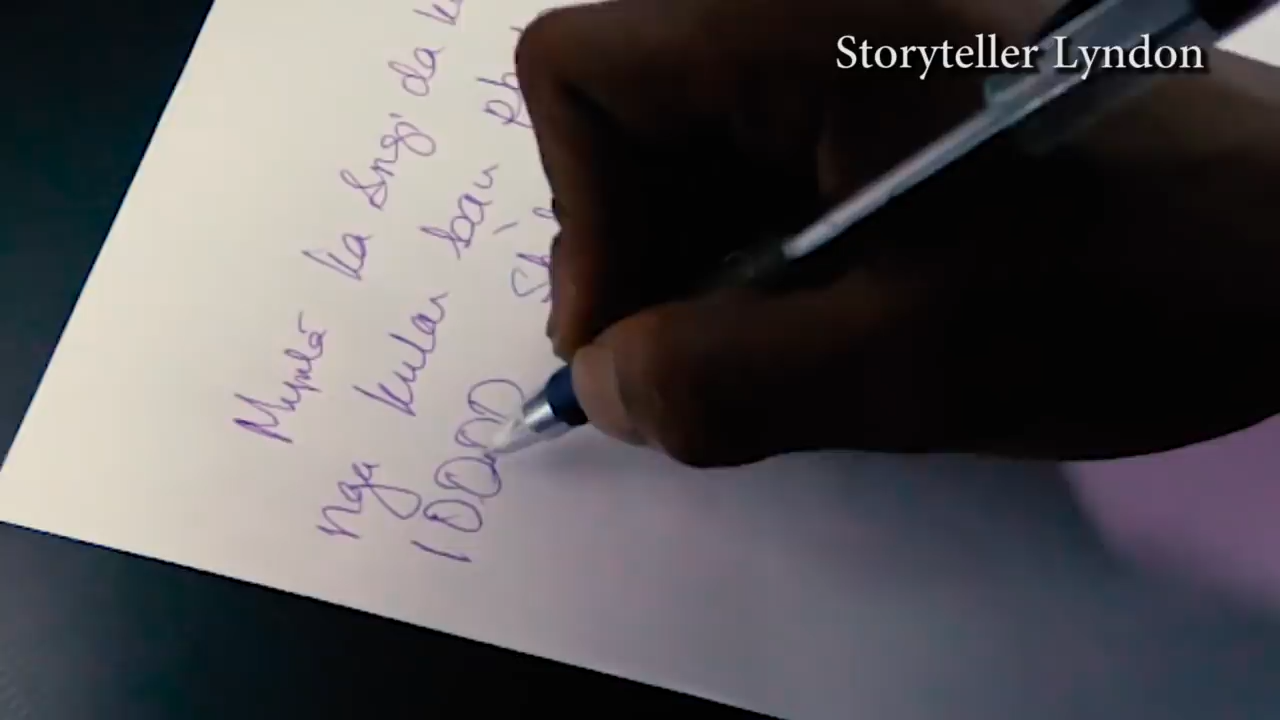 Storyteller Lyndon
Mynta ka Sngi da
nga kular ban
10000